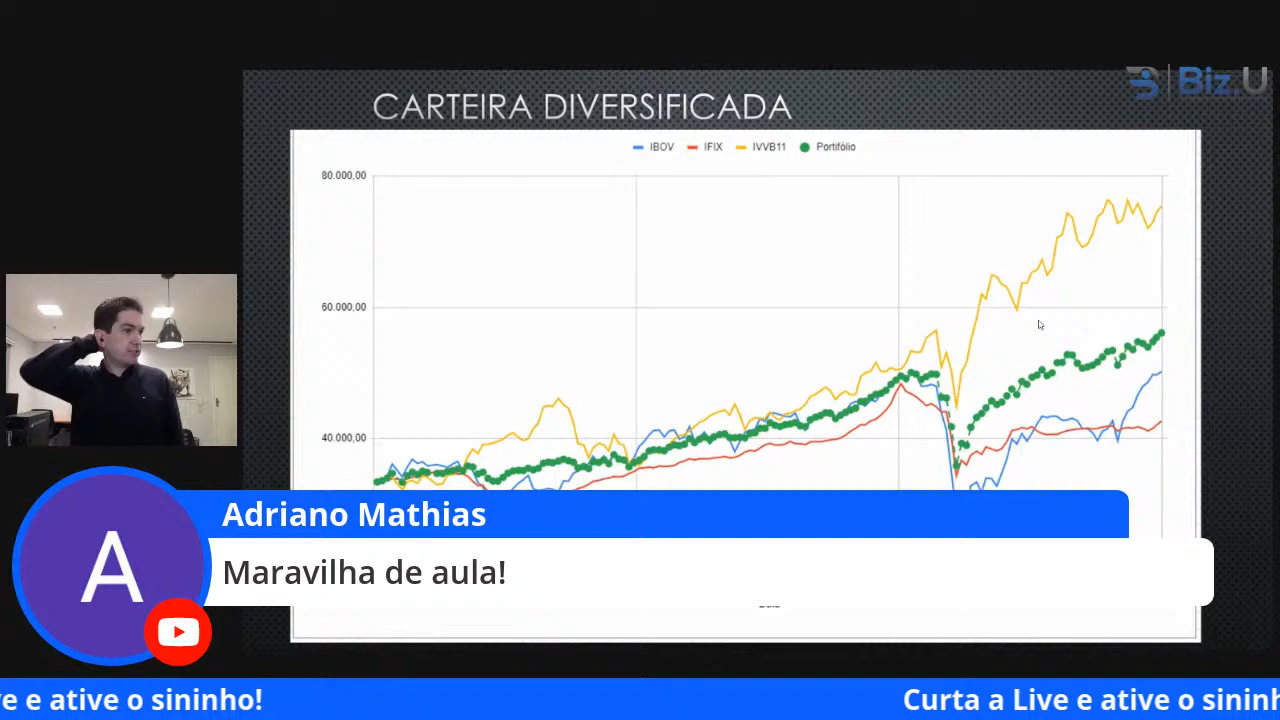 Biz.U
CARTEIRA DIVERSIFICADA
IBOV IFIX IVVB11 Portifólio
80.000,00
60.000,00
40.000,00
A
Adriano Mathias
Maravilha de aula!
ve e ative o sininho! Curta a Live e ative o sininh